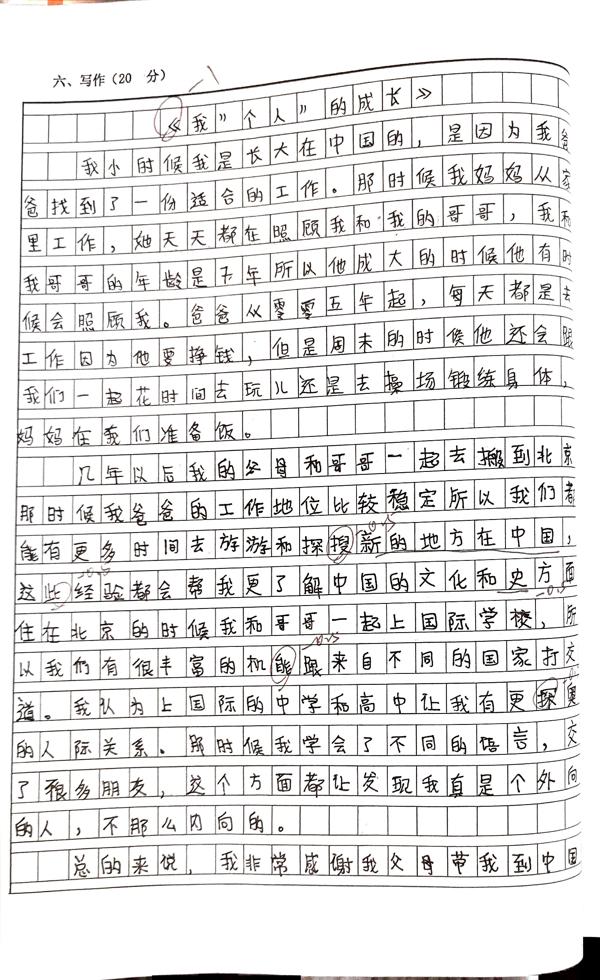 六、写作(20 分)
-1
《我"个人"的成长》
我小时候我是长大在中国的，是因为我爸
爸找到了一份适合的工作。那时候我妈妈从家
里工作，她天天都在照顾我和我的哥哥，我和
我哥哥的年龄是七年所以他成大的时候他有时
候会照顾我。爸爸从零零五年起，每天都是去
工作因为他要挣钱，但是周末的时候他还会跟
我们一起花时间去玩儿还是去操场锻练身体，
妈妈在我们准备饭。
几年以后我的父母和哥哥一起去搬到北京
那时候我爸爸的工作地位比较稳定所以我们都
能有更多时间去旅游和探搜新的地方在中国，
-0.5
这些经验都会帮我更了解中国的文化和史方面
-0.5
-0.5
住在北京的时候我和哥哥一起上国际学校，所
-0.5
以我们有很丰富的机能跟来自不同的国家打交
道。我认为上国际的中学和高中让我有更探奥
的人际关系。那时候我学会了不同的语言，交
了很多朋友，这个方面都让发现我真是个外向
的人，不那么内向的。
总的来说，我非常感谢我父母带我到中国